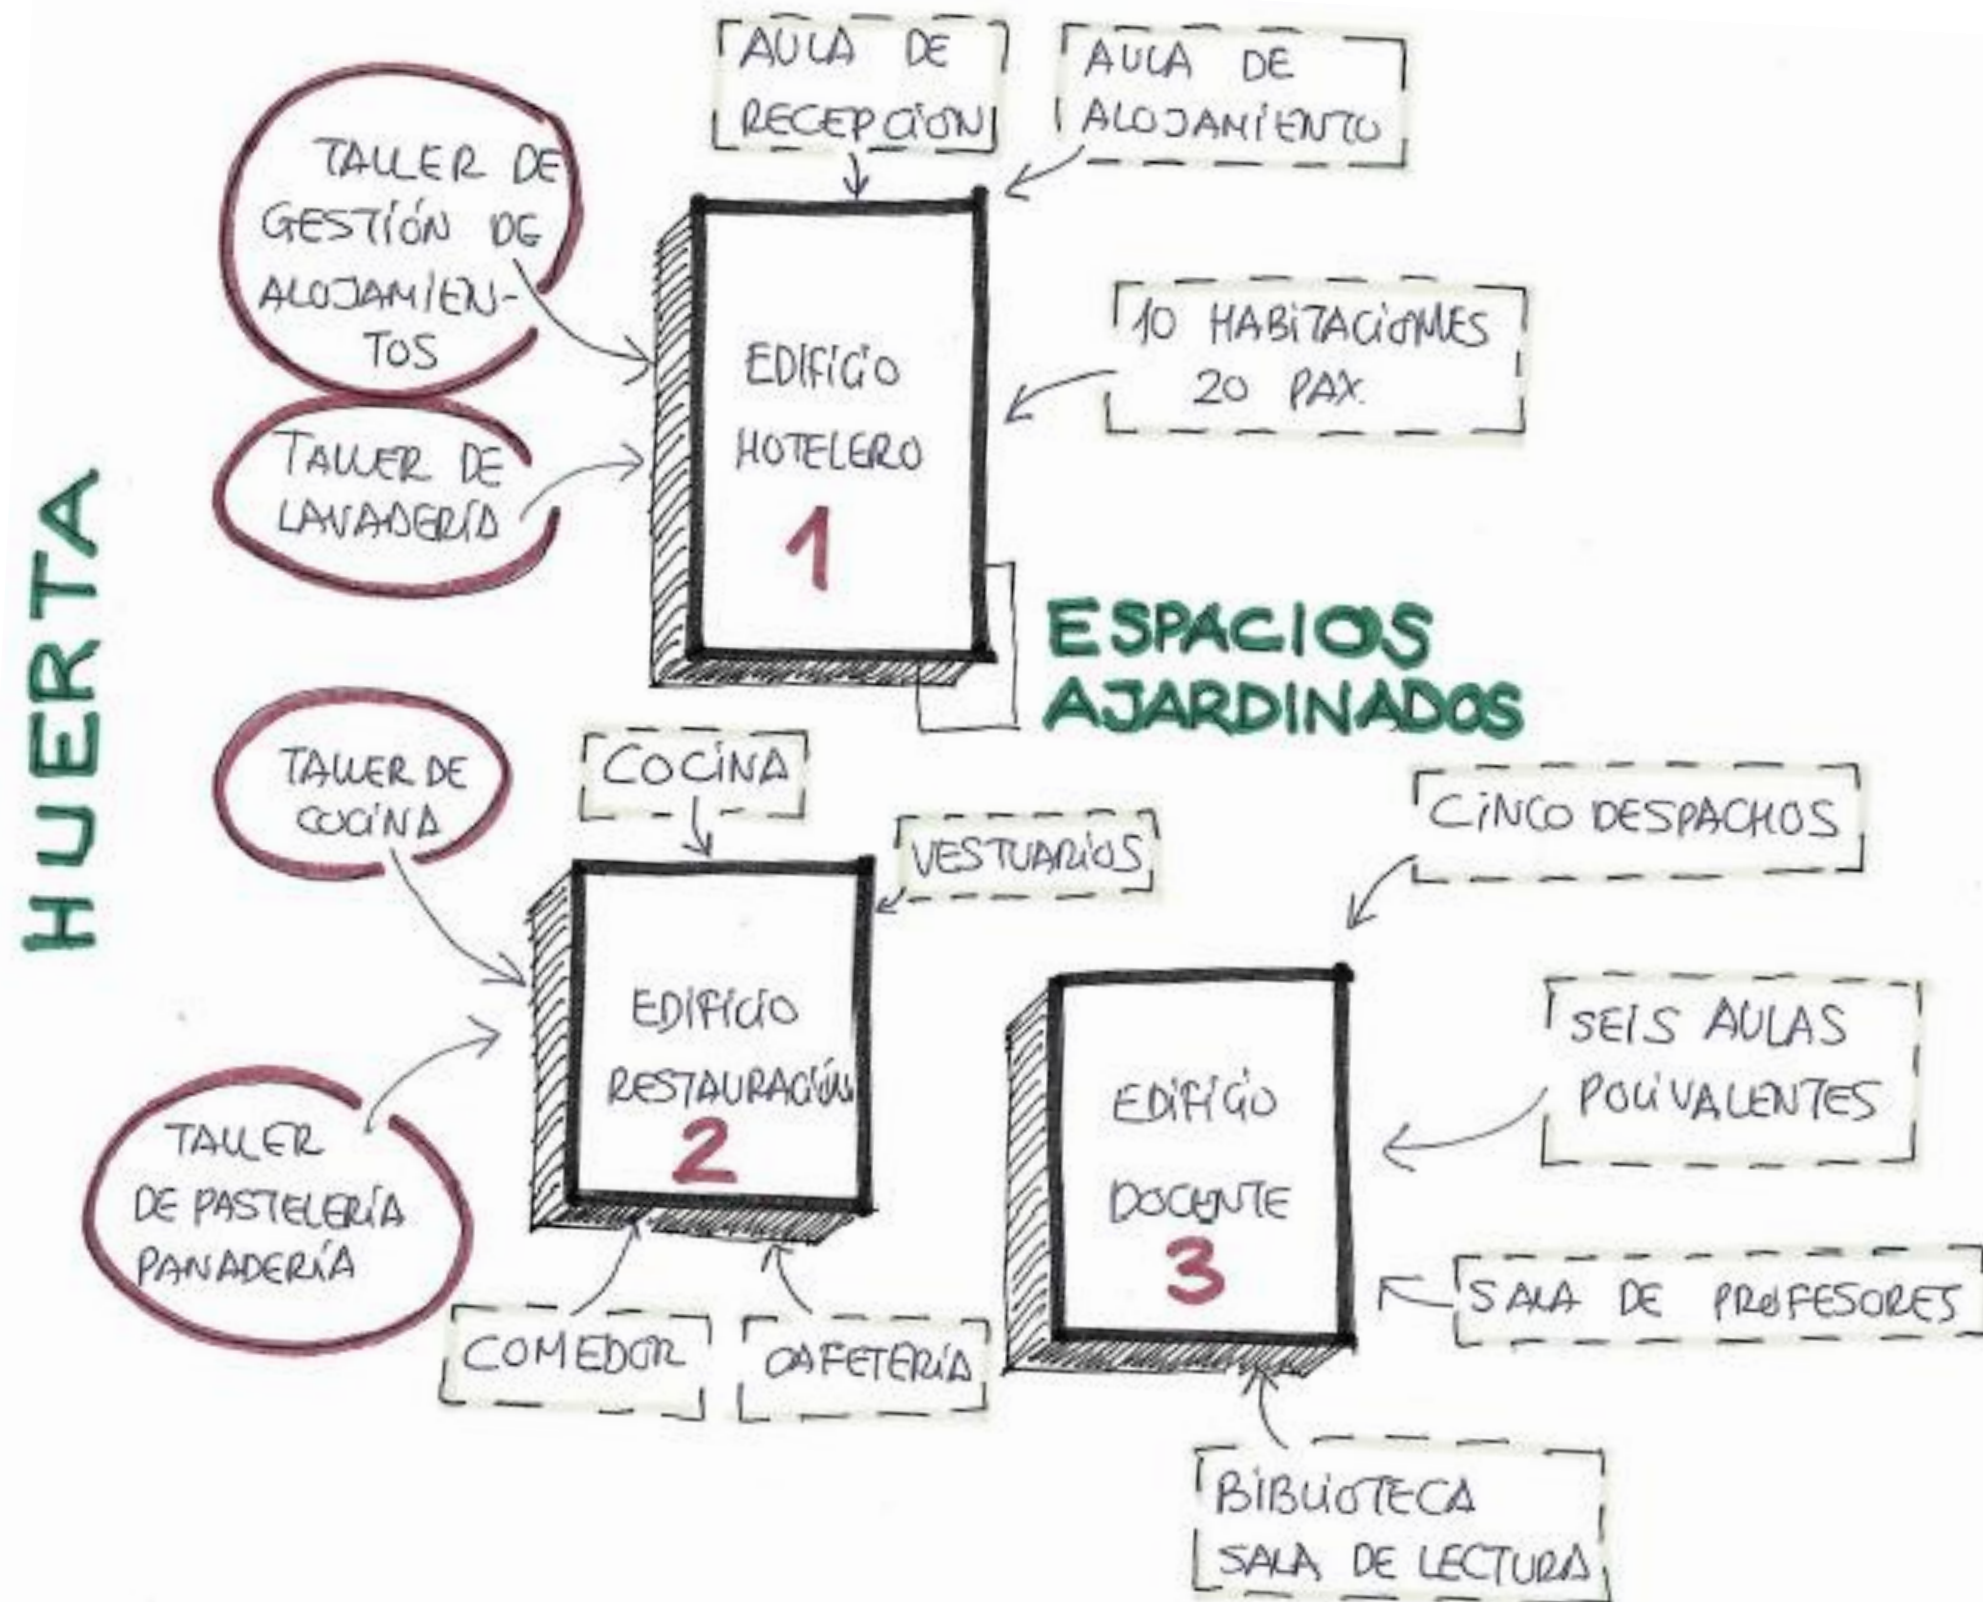 AULA DE
RECEPCIÓN
AULA DE
ALOJAMIENTO
TALLER DE
GESTIÓN DE
ALOJAMIEN-
TOS
10 HABITACIONES
20 PAX.
EDIFICIO
HOTELERO
1
TALLER DE
LAVADERÍA
HUERTA
ESPACIOS
AJARDINADOS
TALLER DE
COCINA
COCINA
VESTUARIOS
CINCO DESPACHOS
EDIFICIO
RESTAURACIÓN
2
SEIS AULAS
POLIVALENTES
EDIFICIO
DOCENTE
3
TALLER
DE PASTELERÍA
PANADERÍA
SALA DE PROFESORES
COMEDOR
CAFETERÍA
BIBLIOTECA
SALA DE LECTURA